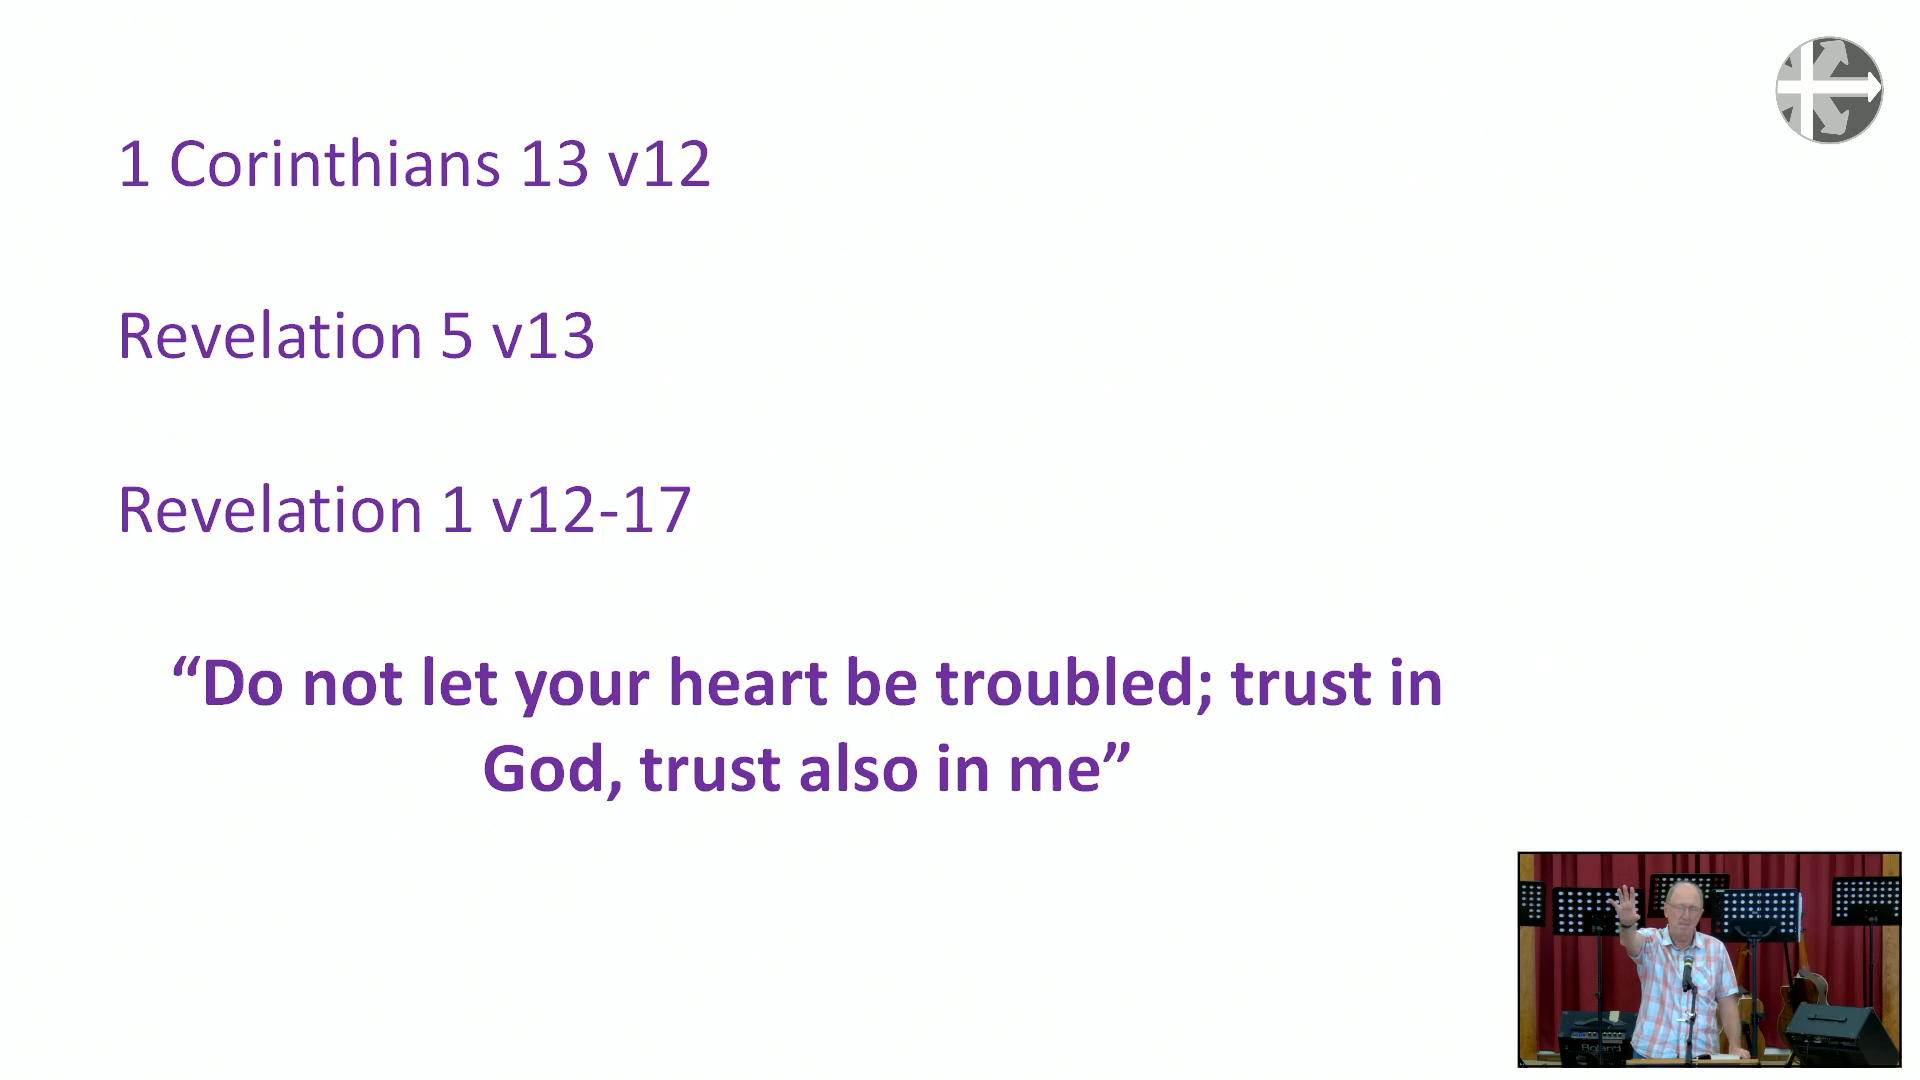 1 Corinthians 13 v12
Revelation 5 v13
Revelation 1 v12-17
“Do not let your heart be troubled; trust in
God, trust also in me”
Roland